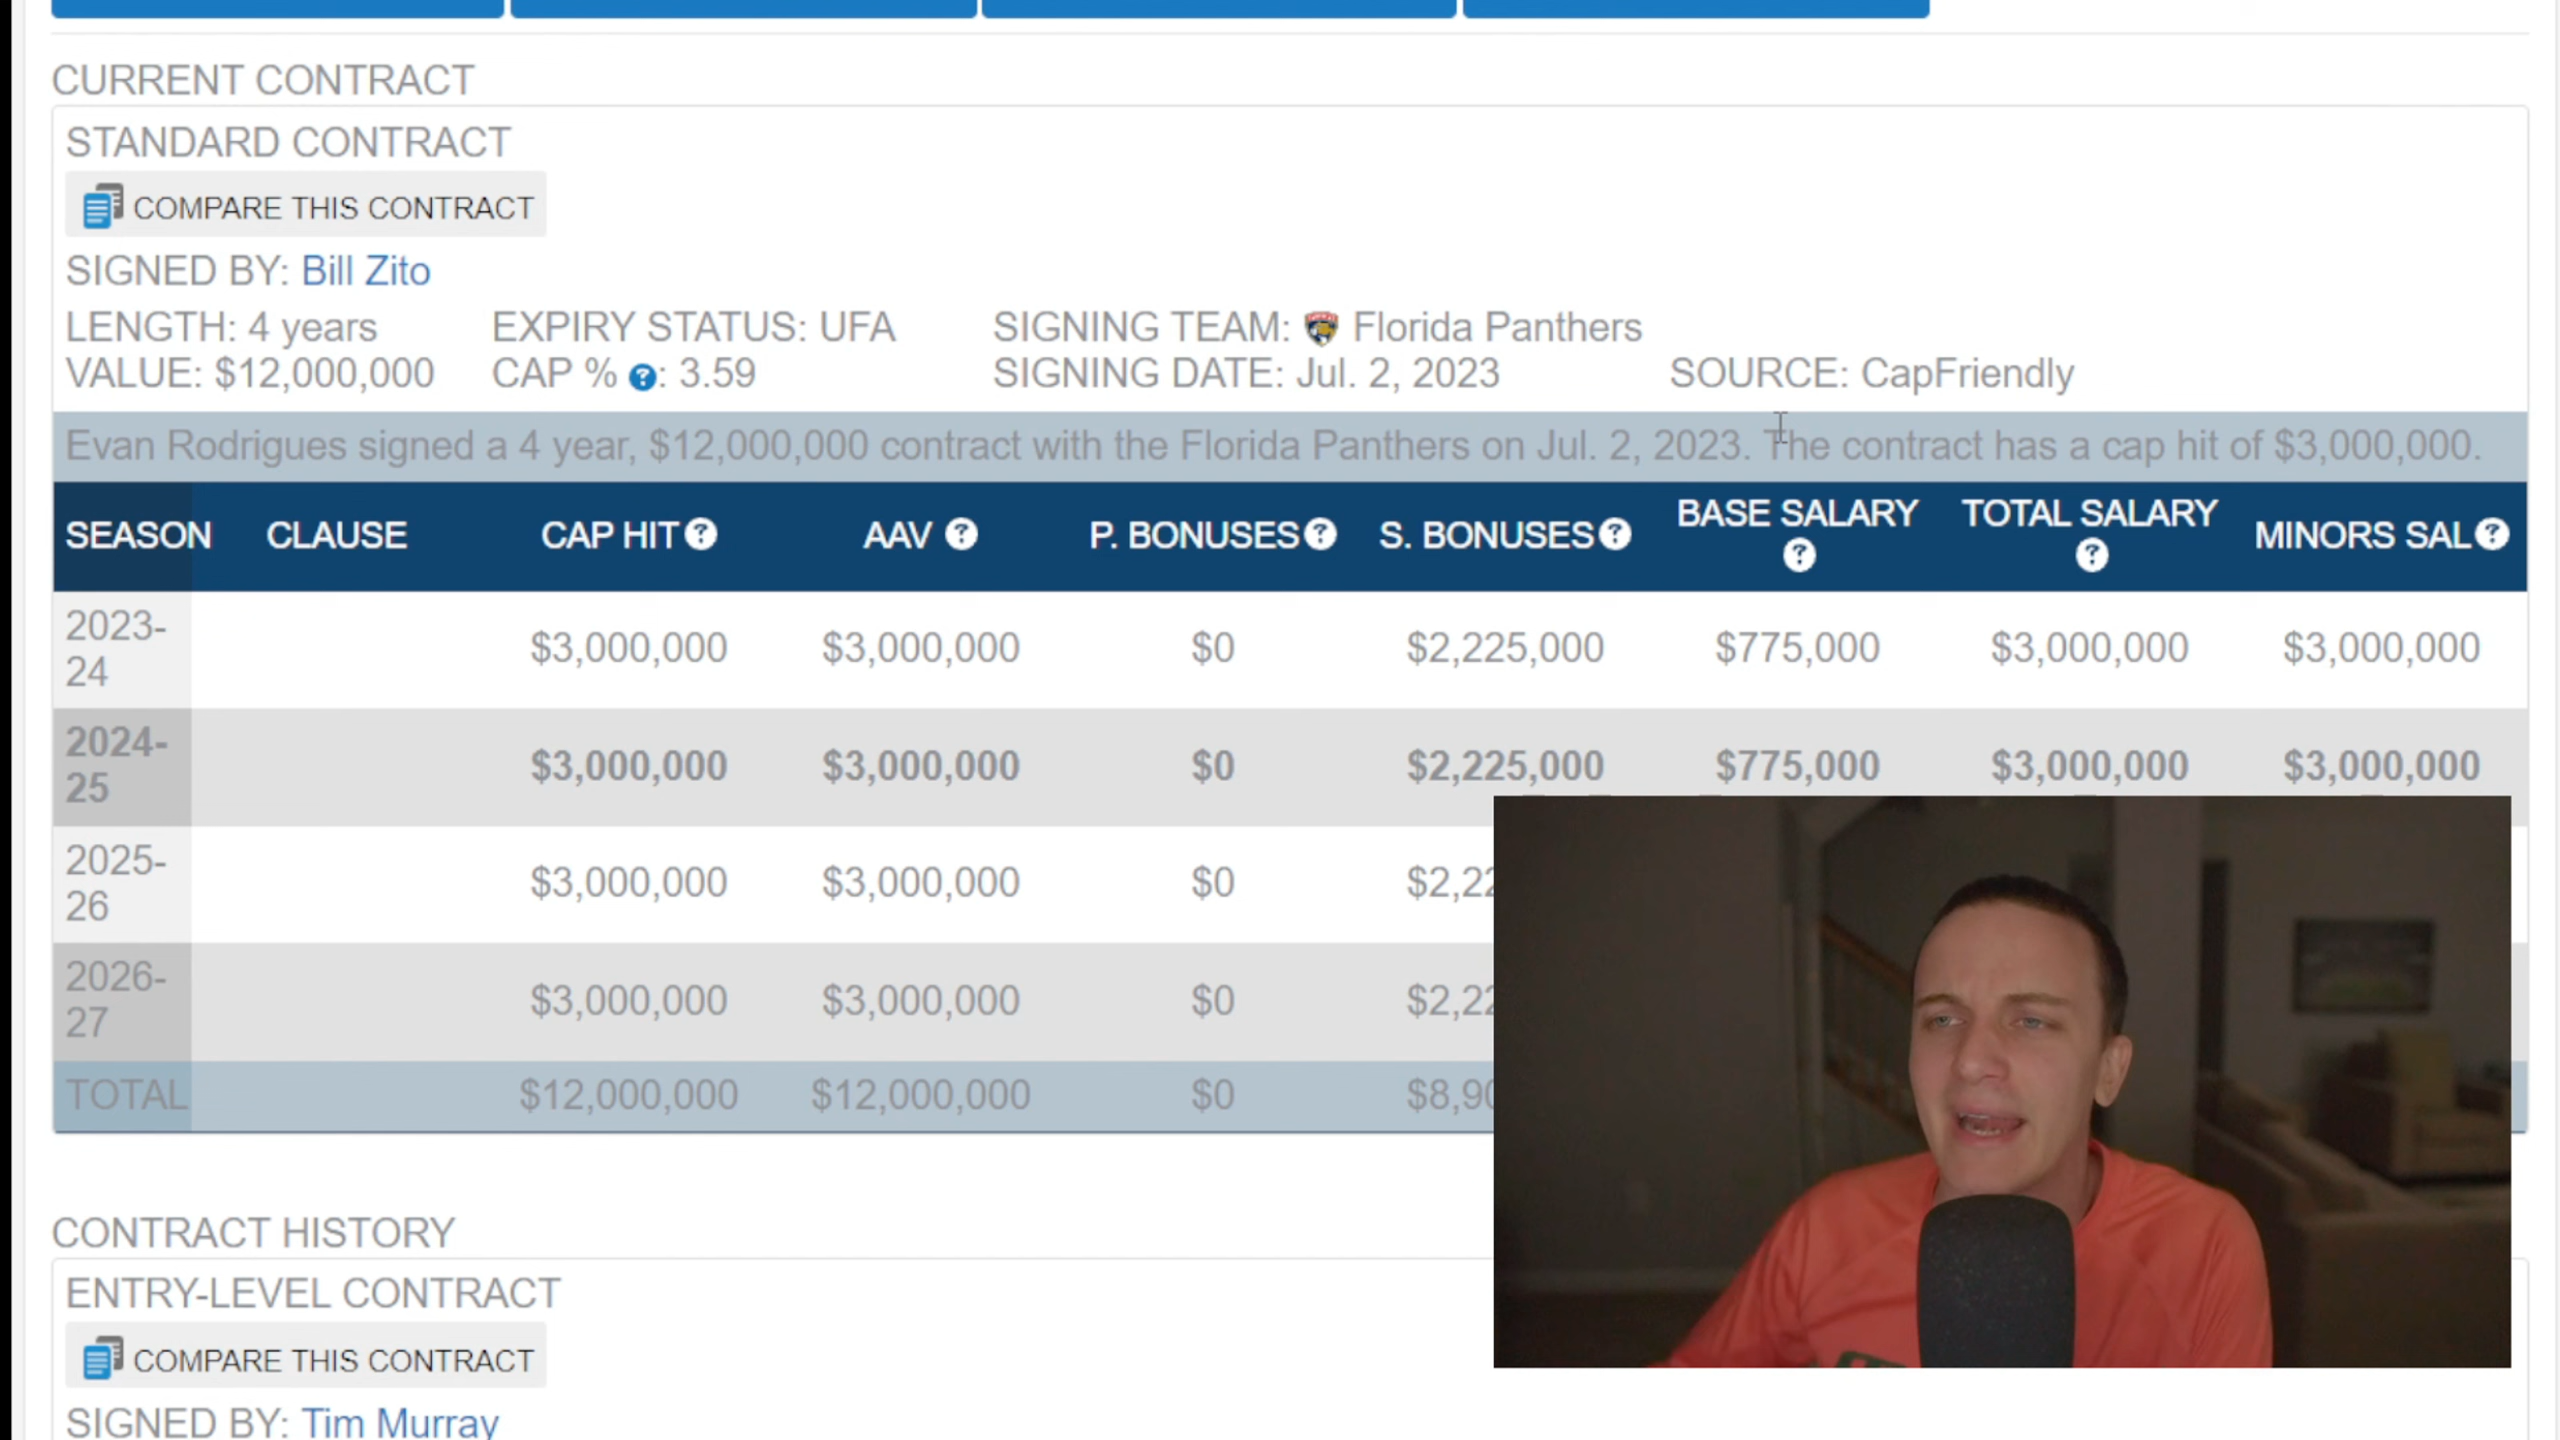 CURRENT CONTRACT
STANDARD CONTRACT
COMPARE THIS CONTRACT
SIGNED BY: Bill Zito
LENGTH: 4 years EXPIRY STATUS: UFA SIGNING TEAM: Florida Panthers
VALUE: $12,000,000 CAP % ?: 3.59 SIGNING DATE: Jul. 2, 2023 SOURCE: CapFriendly
Evan Rodrigues signed a 4 year, $12,000,000 contract with the Florida Panthers on Jul. 2, 2023. The contract has a cap hit of $3,000,000.
SEASON CLAUSE CAP HIT ? AAV ? P. BONUSES ? S. BONUSES ? BASE SALARY ? TOTAL SALARY ? MINORS SAL ?
2023-24 $3,000,000 $3,000,000 $0 $2,225,000 $775,000 $3,000,000 $3,000,000
2024-25 $3,000,000 $3,000,000 $0 $2,225,000 $775,000 $3,000,000 $3,000,000
2025-26 $3,000,000 $3,000,000 $0 $2,22
2026-27 $3,000,000 $3,000,000 $0 $2,22
TOTAL $12,000,000 $12,000,000 $0 $8,90
CONTRACT HISTORY
ENTRY-LEVEL CONTRACT
COMPARE THIS CONTRACT
SIGNED BY: Tim Murray